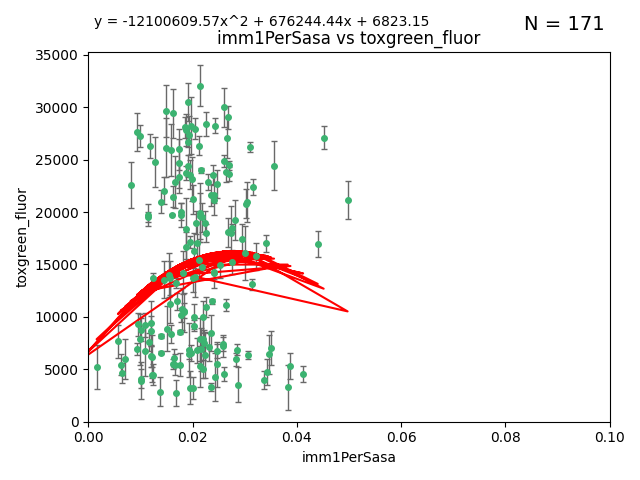 y = -12100609.57x^2 + 676244.44x + 6823.15
N = 171
imm1PerSasa vs toxgreen_fluor
35000
30000
25000
20000
15000
10000
5000
0
toxgreen_fluor
0.00 0.02 0.04 0.06 0.08 0.10
imm1PerSasa